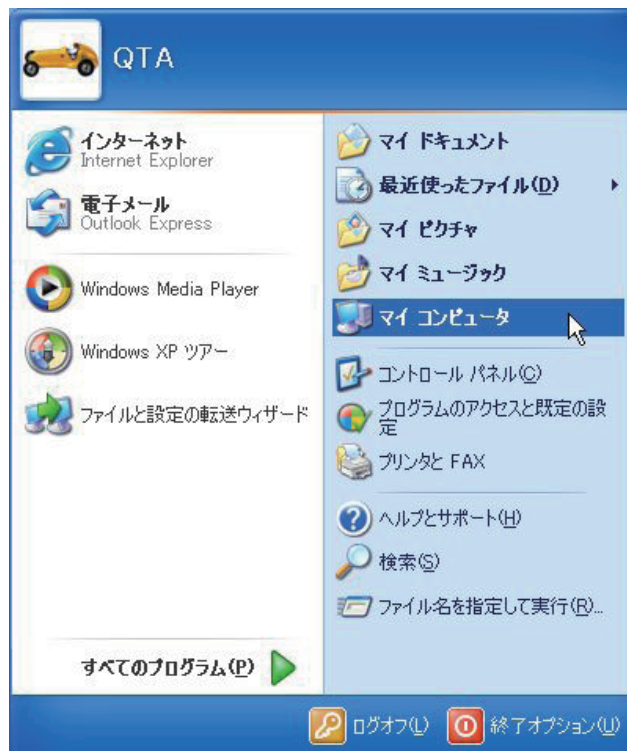 QTA
インターネット
Internet Explorer
電子メール
Outlook Express
Windows Media Player
Windows XP ツアー
ファイルと設定の転送ウィザード
すべてのプログラム(P)
マイ ドキュメント
最近使ったファイル(D)
マイ ピクチャ
マイ ミュージック
マイ コンピュータ
コントロール パネル(C)
プログラムのアクセスと既定の設
定
プリンタと FAX
ヘルプとサポート(H)
検索(S)
ファイル名を指定して実行(R)...
ログオフ(L)
終了オプション(U)